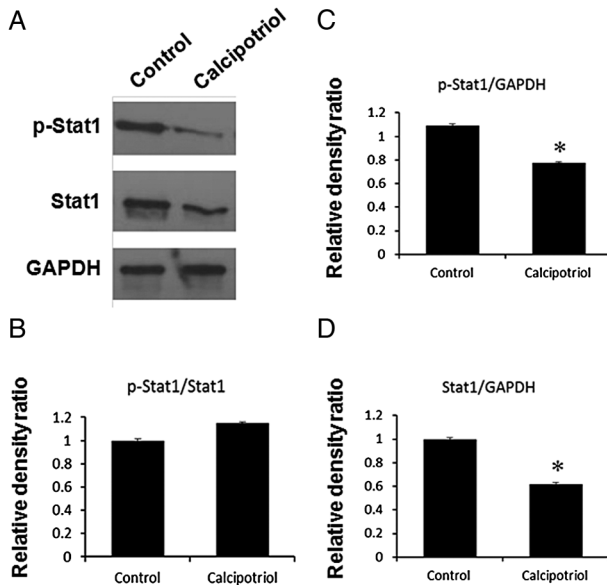 A
Control
Calcipotriol
p-Stat1
Stat1
GAPDH
B
p-Stat1/Stat1
Relative density ratio
1.2
1
0.8
0.6
0.4
0.2
0
Control
Calcipotriol
C
p-Stat1/GAPDH
Relative density ratio
1.2
1
0.8
0.6
0.4
0.2
0
*
Control
Calcipotriol
D
Stat1/GAPDH
Relative density ratio
1.2
1
0.8
0.6
0.4
0.2
0
*
Control
Calcipotriol